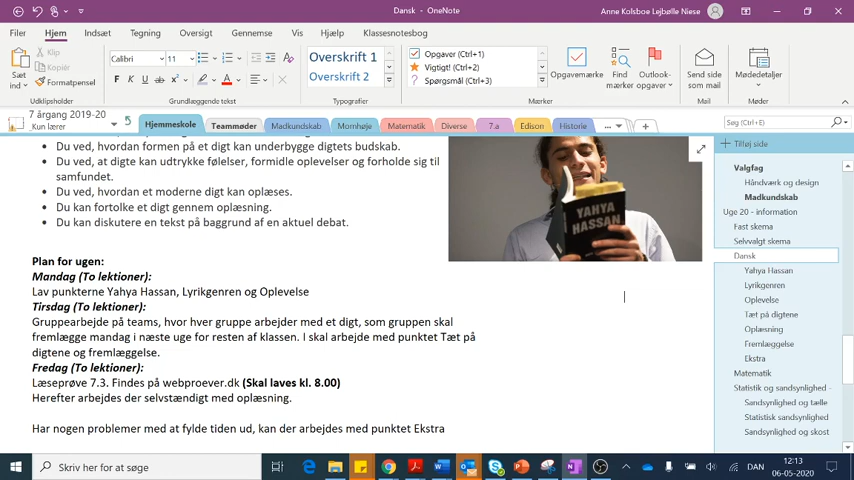 Dansk - OneNote
Anne Kolsboe Lejbølle Niese
Filer
Hjem
Indsæt
Tegning
Oversigt
Gennemse
Vis
Hjælp
Klassesnotesbog
Sæt ind
Klip
Kopiér
Formatpensel
Udklipsholder
Calibri
11
F K U ab x²
Grundlæggende tekst
Overskrift 1
Overskrift 2
Typografier
Opgaver (Ctrl+1)
Vigtigt! (Ctrl+2)
Spørgsmål (Ctrl+3)
Opgavemærke
Find mærker
Outlook-opgaver
Mærker
Send side som mail
Mail
Mødedetaljer
Møder
7 årgang 2019-20
_Kun lærer
Hjemmeskole
Teammøder
Matkundskab
Momhøje
Matematik
Diverse
7.a
Edison
Historie
...
Søg (Ctrl+E)
Du ved, hvordan formen på et digt kan underbygge digtets budskab.
Du ved, at digte kan udtrykke følelser, formidle oplevelser og forholde sig til
samfundet.
Du ved, hvordan et moderne digt kan oplæses.
Du kan fortolke et digt gennem oplæsning.
Du kan diskutere en tekst på baggrund af en aktuel debat.
YAHYA
HASSAN
Plan for ugen:
Mandag (To lektioner):
Lav punkterne Yahya Hassan, Lyrikgenren og Oplevelse
Tirsdag (To lektioner):
Gruppearbejde på teams, hvor hver gruppe arbejder med et digt, som gruppen skal
fremlægge mandag i næste uge for resten af klassen. I skal arbejde med punktet Tæt på
digtene og fremlæggelse.
Fredag (To lektioner):
Læseprøve 7.3. Findes på webproever.dk (Skal laves kl. 8.00)
Herefter arbejdes der selvstændigt med oplæsning.
Har nogen problemer med at fylde tiden ud, kan der arbejdes med punktet Ekstra
Tilføj side
Valgfag
Håndværk og design
Madkundskab
Uge 20 - information
Fast skema
Selvvalgt skema
Dansk
Yahya Hassan
Lyrikgenren
Oplevelse
Tæt på digtene
Oplæsning
Fremlæggelse
Ekstra
Matematik
Statistik og sandsynlighed -
Sandsynlighed og tælle
Statistisk sandsynlighed
Sandsynlighed og skost
Skriv her for at søge
DAN
12:13
06-05-2020